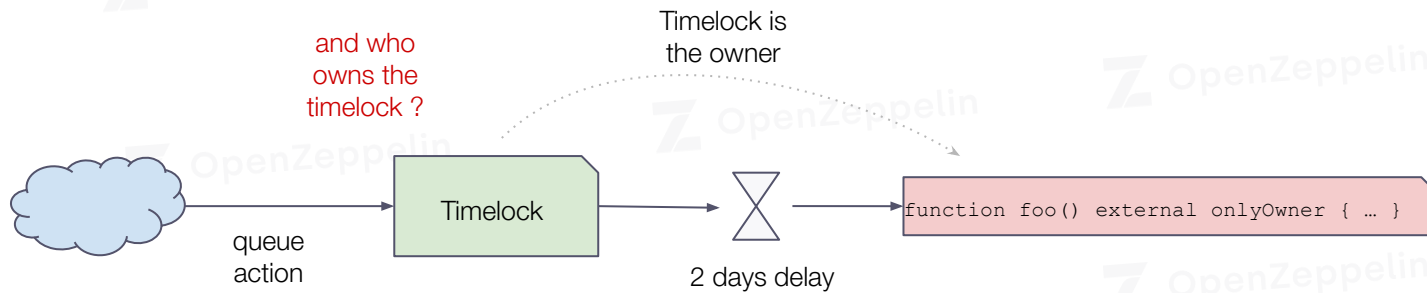 and who
owns the
timelock ?
Timelock is
the owner
OpenZeppelin
OpenZeppelin
OpenZeppelin
queue
action
Timelock
2 days delay
function foo() external onlyOwner { … }
OpenZeppelin